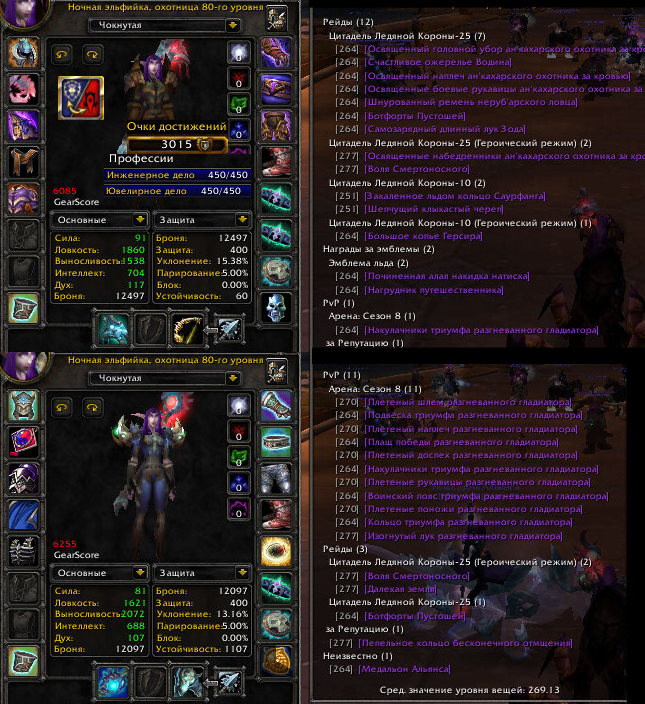 Ночная эльфийка, охотница 80-го уровня
Чокнутая
0
0
0
0
Очки достижений
3015
Профессии
Инженерное дело 450/450
Ювелирное дело 450/450
6085
GearScore
Основные
Защита
Сила: 91
Ловкость: 1860
Выносливость: 1538
Интеллект: 704
Дух: 117
Броня: 12497
Броня: 12497
Защита: 400
Уклонение: 15.38%
Парирование: 5.00%
Блок: 0.00%
Устойчивость: 60
Рейды (12)
Цитадель Ледяной Короны-25 (7)
[264] [Освященный головной убор ан'кахарского охотника за кро
[264] [Счастливое ожерелье Водина]
[264] [Освященный наплеч ан'кахарского охотника за кровью]
[264] [Освященные боевые рукавицы ан'кахарского охотника за
[264] [Шнурованный ремень неруб'арского ловца]
[264] [Ботфорты Пустошей]
[264] [Самозарядный длинный лук Зода]
Цитадель Ледяной Короны-25 (Героический режим) (2)
[277] [Освященные набедренники ан'кахарского охотника за кро
[277] [Воля Смертоносного]
Цитадель Ледяной Короны-10 (2)
[251] [Закаленное льдом кольцо Саурфанга]
[251] [Шепчущий клыкастый череп]
Цитадель Ледяной Короны-10 (Героический режим) (1)
[264] [Большое копье Герсира]
Награды за эмблемы (2)
Эмблема льда (2)
[264] [Починенная алая накидка натиска]
[264] [Нагрудник путешественника]
PvP (1)
Арена: Сезон 8 (1)
[264] [Накулачники триумфа разгневанного гладиатора]
за Репутацию (1)
Ночная эльфийка, охотница 80-го уровня
Чокнутая
0
0
0
0
6255
GearScore
Основные
Защита
Сила: 81
Ловкость: 1621
Выносливость: 2072
Интеллект: 688
Дух: 107
Броня: 12097
Броня: 12097
Защита: 400
Уклонение: 13.16%
Парирование: 5.00%
Блок: 0.00%
Устойчивость: 1107
PvP (11)
Арена: Сезон 8 (11)
[270] [Плетеный шлем разгневанного гладиатора]
[264] [Подвеска триумфа разгневанного гладиатора]
[270] [Плетеный наплеч разгневанного гладиатора]
[264] [Плащ победы разгневанного гладиатора]
[270] [Плетеный доспех разгневанного гладиатора]
[264] [Накулачники триумфа разгневанного гладиатора]
[270] [Плетеные рукавицы разгневанного гладиатора]
[264] [Воинский пояс триумфа разгневанного гладиатора]
[270] [Плетеные поножи разгневанного гладиатора]
[264] [Кольцо триумфа разгневанного гладиатора]
[277] [Изогнутый лук разгневанного гладиатора]
Рейды (3)
Цитадель Ледяной Короны-25 (Героический режим) (2)
[277] [Воля Смертоносного]
[277] [Далекая земля]
Цитадель Ледяной Короны-25 (1)
[264] [Ботфорты Пустошей]
за Репутацию (1)
[277] [Пепельное кольцо бесконечного отмщения]
Неизвестно (1)
[264] [Медальон Альянса]
Сред. значение уровня вещей: 269.13